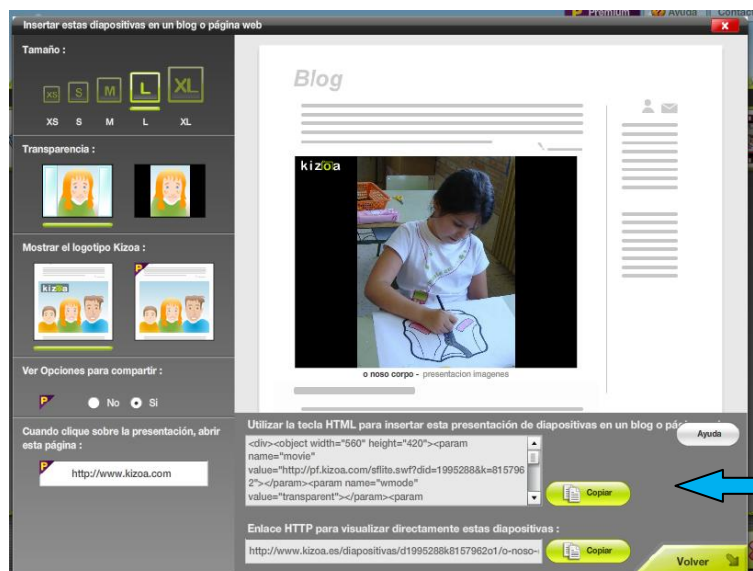 Premium Ayuda Contac
Insertar estas diapositivas en un blog o página web
Tamaño :
XS S M L XL
XS S M L XL
Transparencia :
Mostrar el logotipo Kizoa :
kizoa
P
Ver Opciones para compartir :
P No Si
Cuando clique sobre la presentación, abrir
esta página :
P
http://www.kizoa.com
Blog
kizoa
o noso corpo - presentacion imagenes
Utilizar la tecla HTML para insertar esta presentación de diapositivas en un blog o
Ayuda
<div><object width="560" height="420"><param
name="movie"
value="http://pf.kizoa.com/sflite.swf?did=1995288&k=815796
2"></param><param name="wmode"
value="transparent"></param><param
Copiar
Enlace HTTP para visualizar directamente estas diapositivas :
http://www.kizoa.es/diapositivas/d1995288k8157962o1/o-noso-
Copiar
Volver